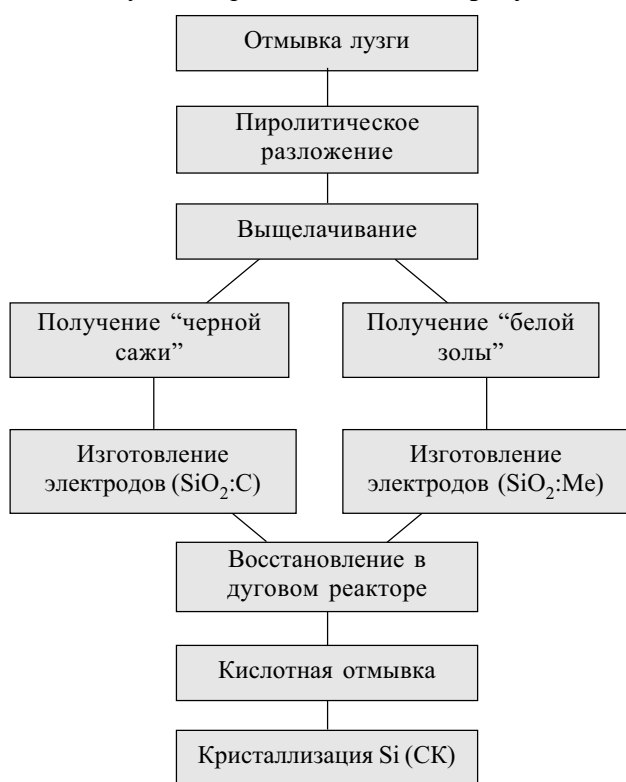 Отмывка лузги
Пиролитическое
разложение
Выщелачивание
Получение “черной
сажи”
Получение “белой
золы”
Изготовление
электродов (SiO₂:C)
Изготовление
электродов (SiO₂:Me)
Восстановление в
дуговом реакторе
Кислотная отмывка
Кристаллизация Si (СК)